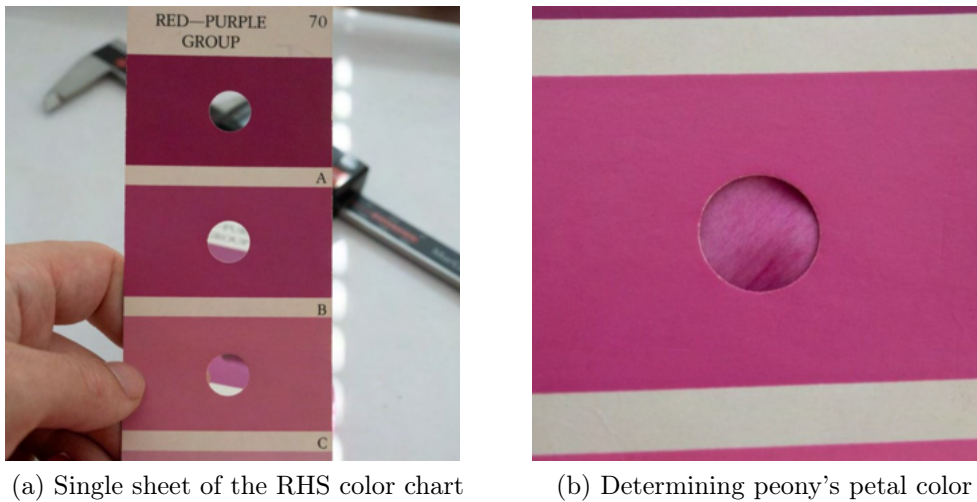 RED—PURPLE 70
GROUP
A
B
C
(a) Single sheet of the RHS color chart
(b) Determining peony's petal color